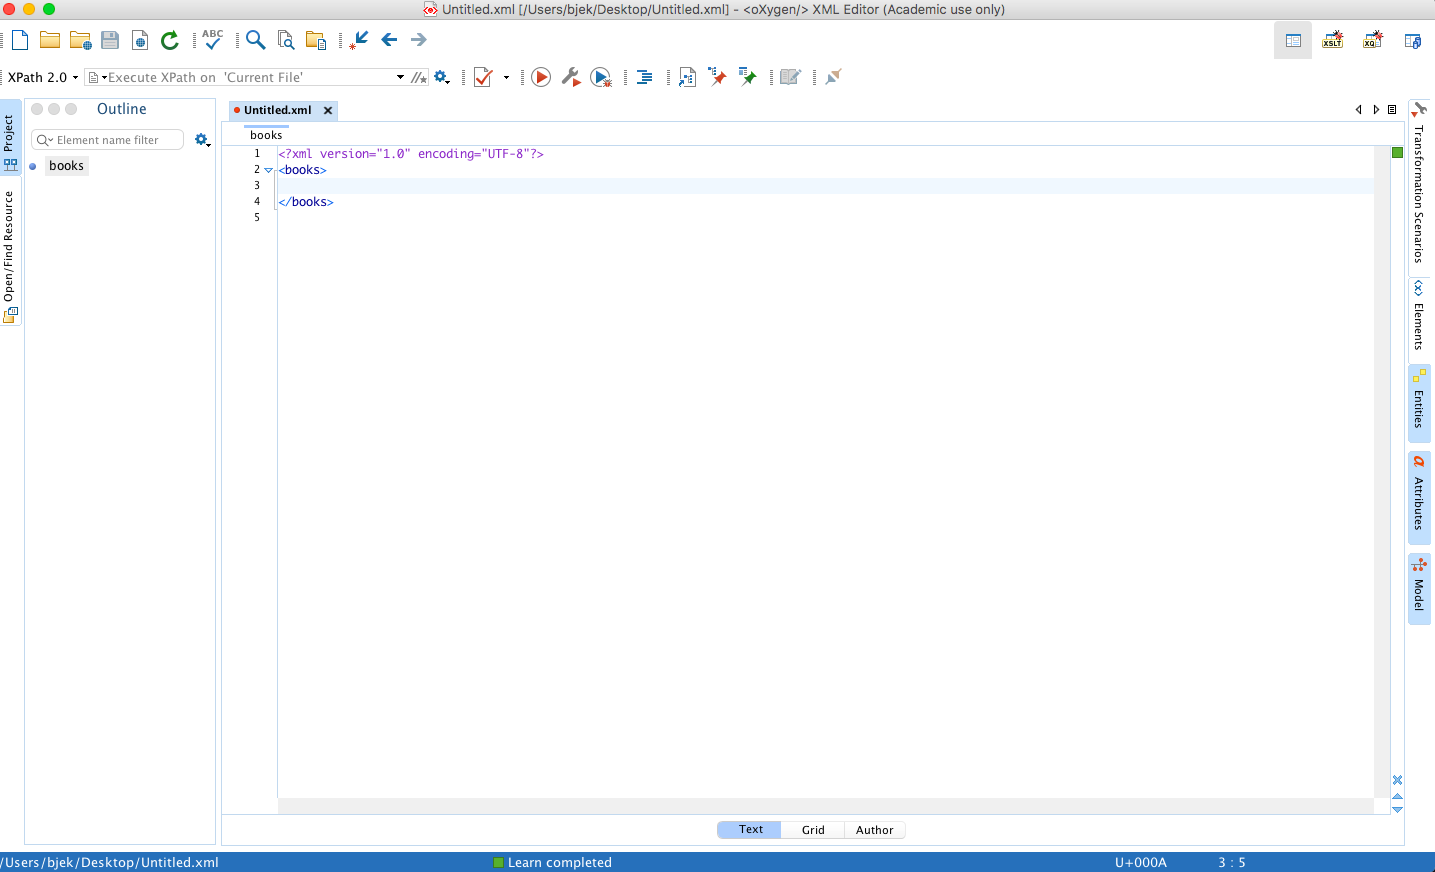 Untitled.xml [/Users/bjek/Desktop/Untitled.xml] - <oXygen/> XML Editor (Academic use only)
ABC
XSLT
XQ
XPath 2.0
Execute XPath on 'Current File'
Project
Open/Find Resource
Outline
Element name filter
books
Untitled.xml
books
1 <?xml version="1.0" encoding="UTF-8"?>
2 <books>
3
4 </books>
5
Transformation Scenarios
Elements
Entities
Attributes
Model
Text Grid Author
/Users/bjek/Desktop/Untitled.xml
Learn completed
U+000A
3 : 5